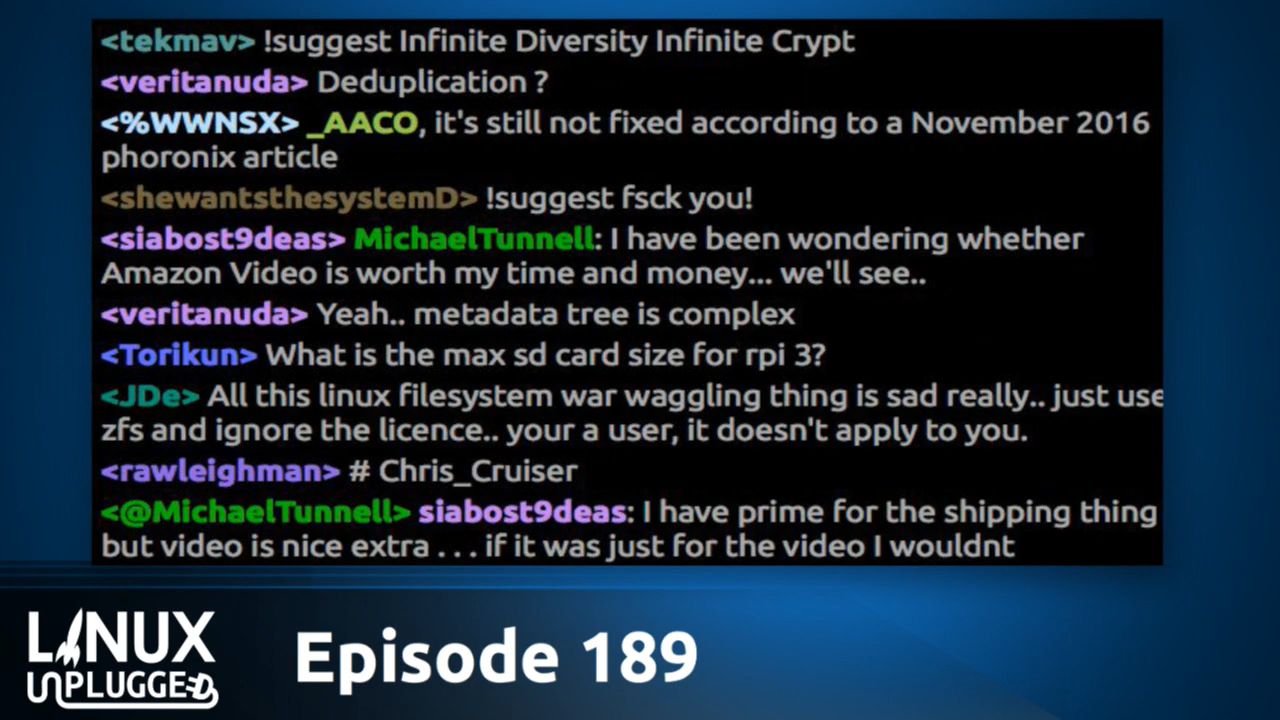 <tekmav> !suggest Infinite Diversity Infinite Crypt
<veritanuda> Deduplication ?
<%WWNSX> _AACO, it's still not fixed according to a November 2016
phoronix article
<shewantsthesystemD> !suggest fsck you!
<siabost9deas> MichaelTunnell: I have been wondering whether
Amazon Video is worth my time and money... we'll see..
<veritanuda> Yeah.. metadata tree is complex
<Torikun> What is the max sd card size for rpi 3?
<JDe> All this linux filesystem war waggling thing is sad really.. just use
zfs and ignore the licence.. your a user, it doesn't apply to you.
<rawleighman> # Chris_Cruiser
<@MichaelTunnell> siabost9deas: I have prime for the shipping thing
but video is nice extra . . . if it was just for the video I wouldnt
LINUX
UNPLUGGED
Episode 189